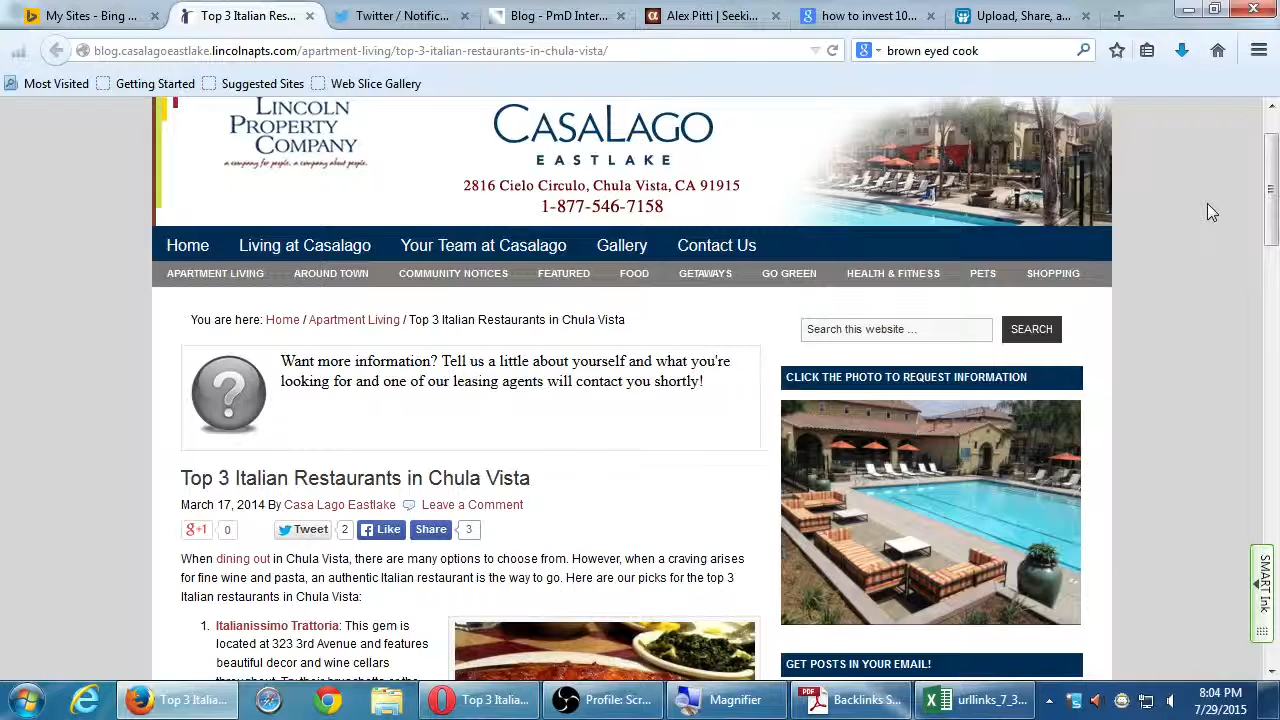 My Sites - Bing ...
Top 3 Italian Res...
Twitter / Notific...
Blog - PmD Inter...
Alex Pitti | Seeki...
how to invest 10...
Upload, Share, a...
blog.casalagoeastlake.lincolnapts.com/apartment-living/top-3-italian-restaurants-in-chula-vista/
brown eyed cook
Most Visited
Getting Started
Suggested Sites
Web Slice Gallery
LINCOLN
PROPERTY
COMPANY
a company for people, a company about people.
CASALAGO
EASTLAKE
2816 Cielo Circulo, Chula Vista, CA 91915
1-877-546-7158
Home Living at Casalago Your Team at Casalago Gallery Contact Us
APARTMENT LIVING AROUND TOWN COMMUNITY NOTICES FEATURED FOOD GETAWAYS GO GREEN HEALTH & FITNESS PETS SHOPPING
You are here: Home / Apartment Living / Top 3 Italian Restaurants in Chula Vista
Search this website ...
SEARCH
Want more information? Tell us a little about yourself and what you're
looking for and one of our leasing agents will contact you shortly!
CLICK THE PHOTO TO REQUEST INFORMATION
Top 3 Italian Restaurants in Chula Vista
March 17, 2014 By Casa Lago Eastlake Leave a Comment
g+1 0 Tweet 2 Like Share 3
When dining out in Chula Vista, there are many options to choose from. However, when a craving arises
for fine wine and pasta, an authentic Italian restaurant is the way to go. Here are our picks for the top 3
Italian restaurants in Chula Vista:
1. Italianissimo Trattoria: This gem is
located at 323 3rd Avenue and features
beautiful decor and wine cellars
GET POSTS IN YOUR EMAIL!
SMART Ink
Top 3 Italia...
Top 3 Italia...
Profile: Scr...
Magnifier
PDF
Backlinks S...
urllinks_7_3...
8:04 PM
7/29/2015